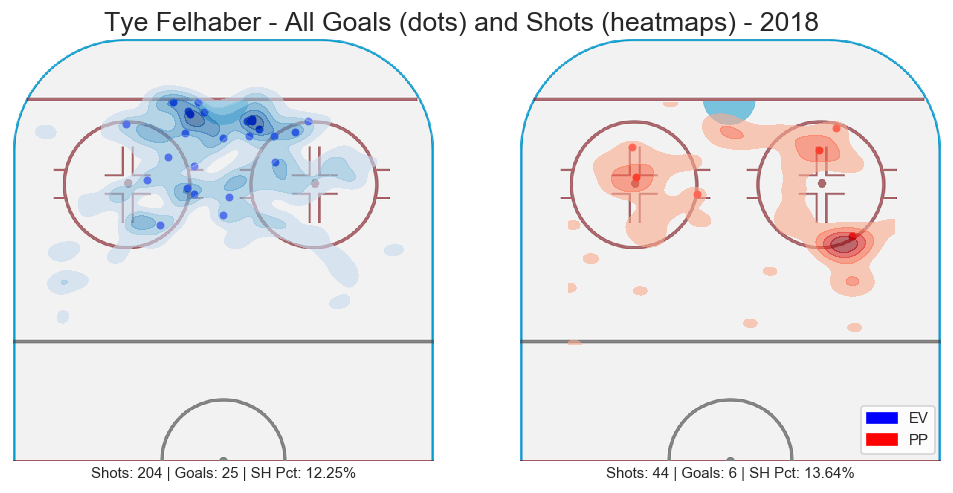 Tye Felhaber - All Goals (dots) and Shots (heatmaps) - 2018
EV
PP
Shots: 204 | Goals: 25 | SH Pct: 12.25%
Shots: 44 | Goals: 6 | SH Pct: 13.64%